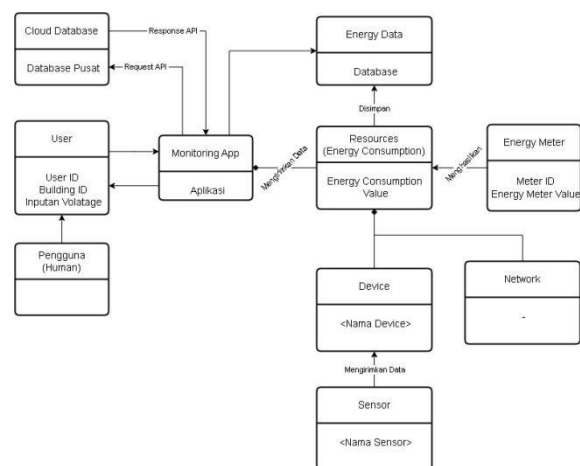 Cloud Database
Database Pusat
Response API
Request API
Energy Data
Database
Disimpan
User
User ID
Building ID
Inputan Volatage
Monitoring App
Aplikasi
Mengirimkan Data
Resources
(Energy Consumption)
Energy Consumption
Value
Menghasilkan
Energy Meter
Meter ID
Energy Meter Value
Pengguna
(Human)
Device
<Nama Device>
Network
-
Mengirimkan Data
Sensor
<Nama Sensor>